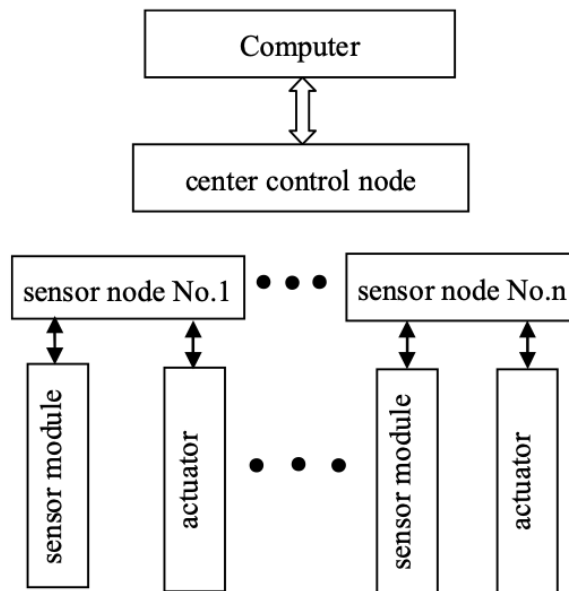 Computer
center control node
sensor node No.1
sensor node No.n
sensor module
actuator
sensor module
actuator